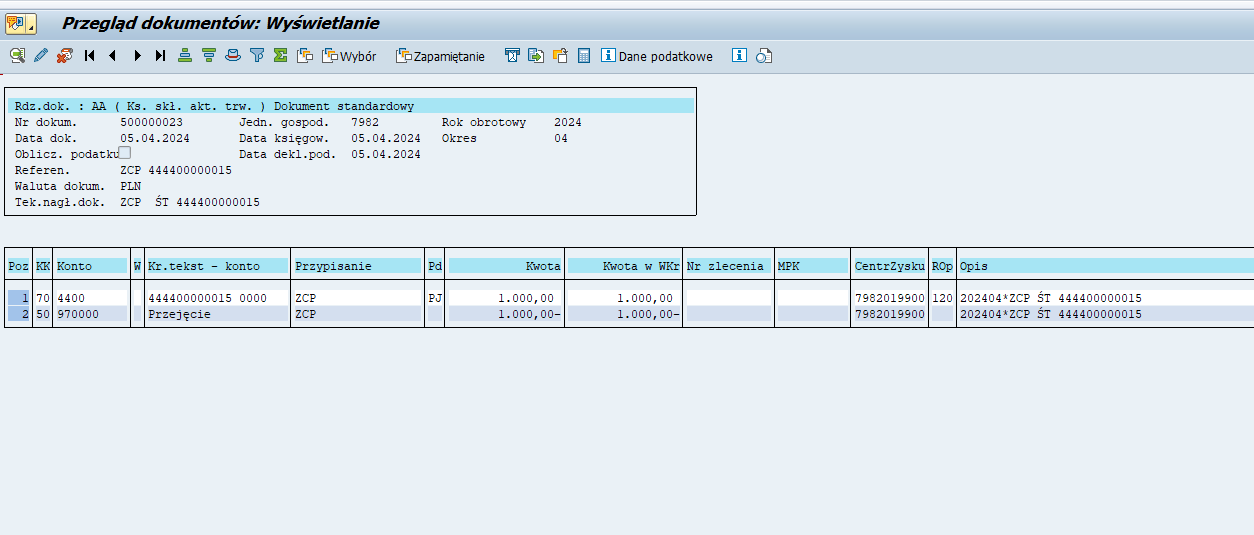 Przegląd dokumentów: Wyświetlanie
Wybór Zapamiętanie Dane podatkowe
Rdz.dok. : AA ( Ks. skł. akt. trw. ) Dokument standardowy
Nr dokum. 500000023 Jedn. gospod. 7982 Rok obrotowy 2024
Data dok. 05.04.2024 Data księgow. 05.04.2024 Okres 04
Oblicz. podatku Data dekl.pod. 05.04.2024
Referen. ZCP 444400000015
Waluta dokum. PLN
Tek.nagł.dok. ZCP ŚT 444400000015
Poz KK Konto W Kr.tekst - konto Przypisanie Pd Kwota Kwota w WKr Nr zlecenia MPK CentrZysku ROp Opis
1 70 4400 444400000015 0000 ZCP PJ 1.000,00 1.000,00 7982019900 120 202404*ZCP ŚT 444400000015
2 50 970000 Przejęcie ZCP 1.000,00- 1.000,00- 7982019900 202404*ZCP ŚT 444400000015